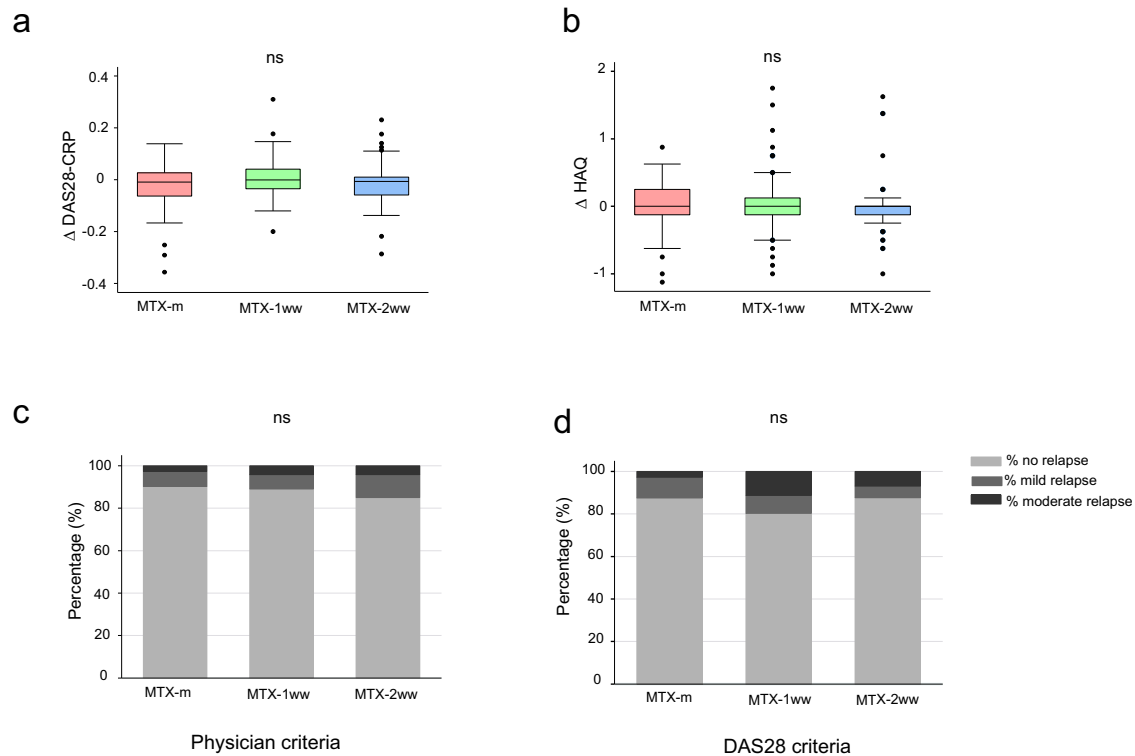 a
ns
0.4
0.2
0
-0.2
-0.4
Δ DAS28-CRP
MTX-m
MTX-1ww
MTX-2ww
b
ns
2
1
0
-1
Δ HAQ
MTX-m
MTX-1ww
MTX-2ww
c
ns
100
80
60
40
20
0
Percentage (%)
MTX-m
MTX-1ww
MTX-2ww
Physician criteria
d
ns
100
80
60
40
20
0
Percentage (%)
MTX-m
MTX-1ww
MTX-2ww
DAS28 criteria
% no relapse
% mild relapse
% moderate relapse